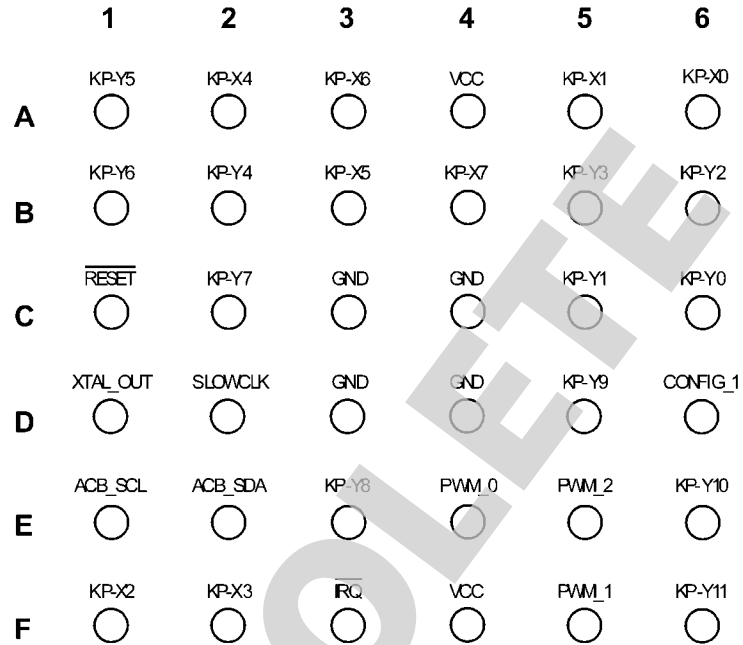 1 2 3 4 5 6
KP-Y5 KP-X4 KP-X6 VCC KP-X1 KP-X0
A
KP-Y6 KP-Y4 KP-X5 KP-X7 KP-Y3 KP-Y2
B
RESET KP-Y7 GND GND KP-Y1 KP-Y0
C
XTAL_OUT SLOWCLK GND GND KP-Y9 CONFIG_1
D
ACB_SCL ACB_SDA KP-Y8 PWM_0 PWM_2 KP-Y10
E
KP-X2 KP-X3 IRQ VCC PWM_1 KP-Y11
F
OLETE